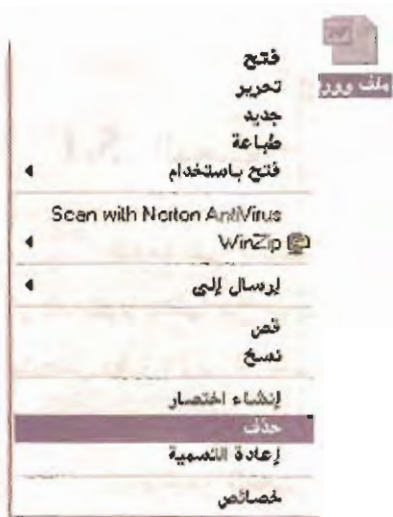 ملف وورد
فتح
تحرير
جديد
طباعة
فتح باستخدام
Scan with Norton AntiVirus
WinZip
إرسال إلى
قص
نسخ
إنشاء اختصار
حذف
إعادة التسمية
خصائص